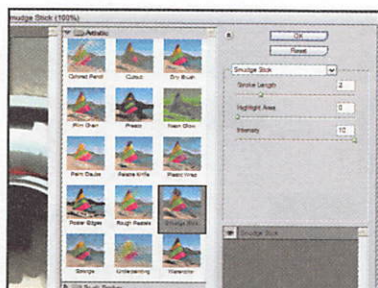 mudge Stick (100%)
Artistic
Colored Pencil Cutout Dry Brush
Film Grain Fresco Neon Glow
Paint Daubs Palette Knife Plastic Wrap
Poster Edges Rough Pastels Smudge Stick
Sponge Underpainting Watercolor
Brush Strokes
OK
Reset
Smudge Stick
Stroke Length 2
Highlight Area 0
Intensity 10
Smudge Stick